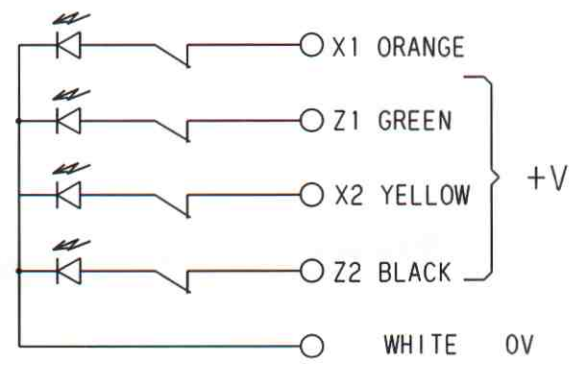 X1 ORANGE
Z1 GREEN
X2 YELLOW
+V
Z2 BLACK
WHITE 0V